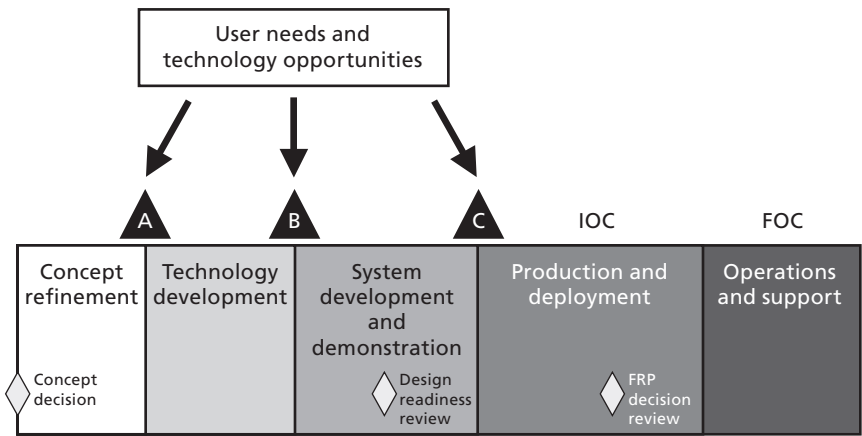 User needs and
technology opportunities
A
B
C
IOC
FOC
Concept
refinement
Technology
development
System
development
and
demonstration
Production and
deployment
Operations
and support
Concept
decision
Design
readiness
review
FRP
decision
review